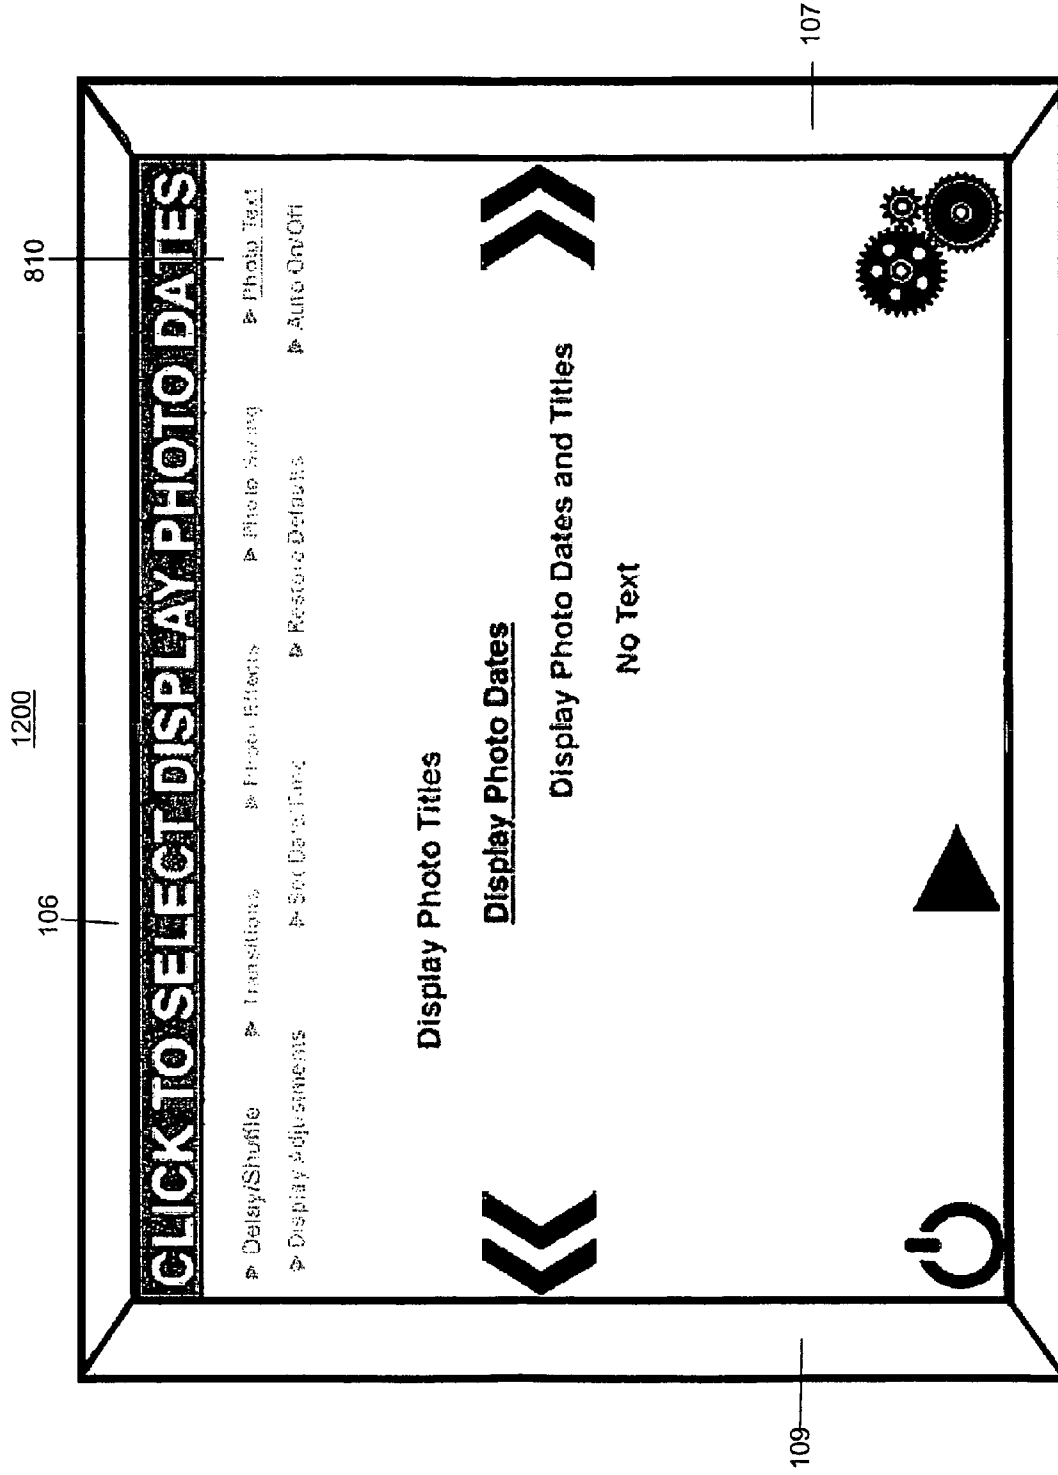 1200
106
810
CLICK TO SELECT DISPLAY PHOTO DATES
Delay/Shuffle Transitions Photo Effects Photo Saving Photo Text
Display Adjustments Set Date/Time Restore Defaults Auto On/Off
Display Photo Titles
Display Photo Dates
Display Photo Dates and Titles
No Text
109
107